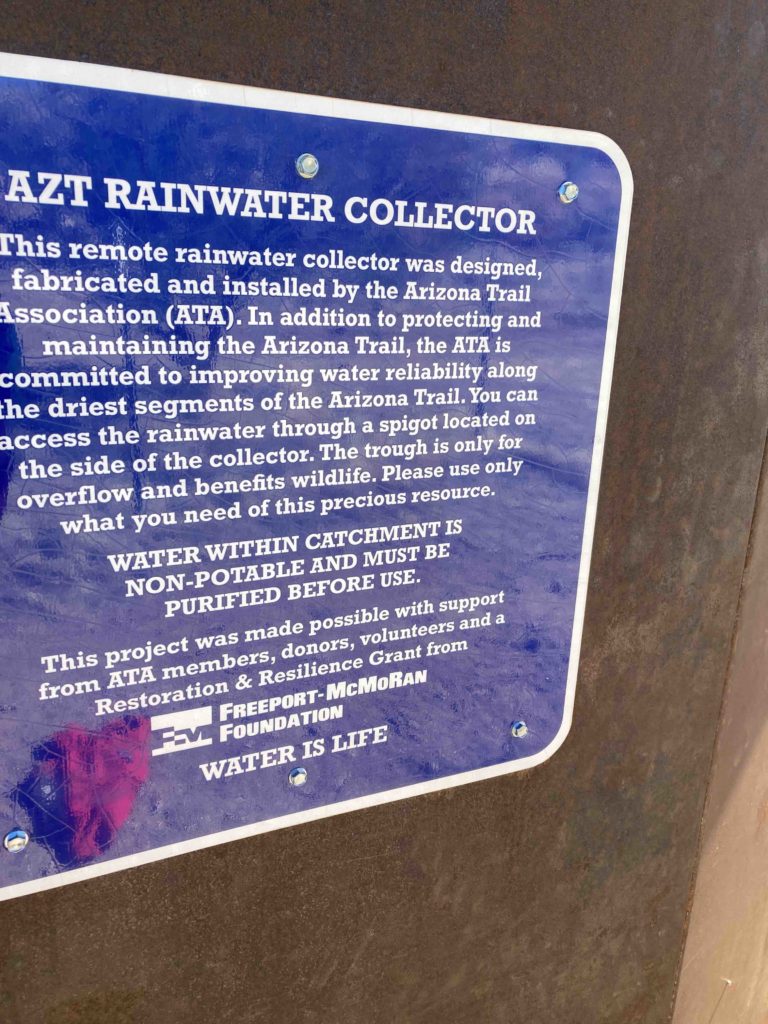 AZT RAINWATER COLLECTOR
This remote rainwater collector was designed,
fabricated and installed by the Arizona Trail
Association (ATA). In addition to protecting and
maintaining the Arizona Trail, the ATA is
committed to improving water reliability along
the driest segments of the Arizona Trail. You can
access the rainwater through a spigot located on
the side of the collector. The trough is only for
overflow and benefits wildlife. Please use only
what you need of this precious resource.
WATER WITHIN CATCHMENT IS
NON-POTABLE AND MUST BE
PURIFIED BEFORE USE.
This project was made possible with support
from ATA members, donors, volunteers and a
Restoration & Resilience Grant from
FREEPORT-MCMORAN
FCM FOUNDATION
WATER IS LIFE